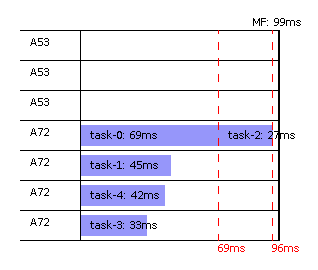 MF: 99ms
A53
A53
A53
A72 task-0: 69ms task-2: 27ms
A72 task-1: 45ms
A72 task-4: 42ms
A72 task-3: 33ms
69ms 96ms